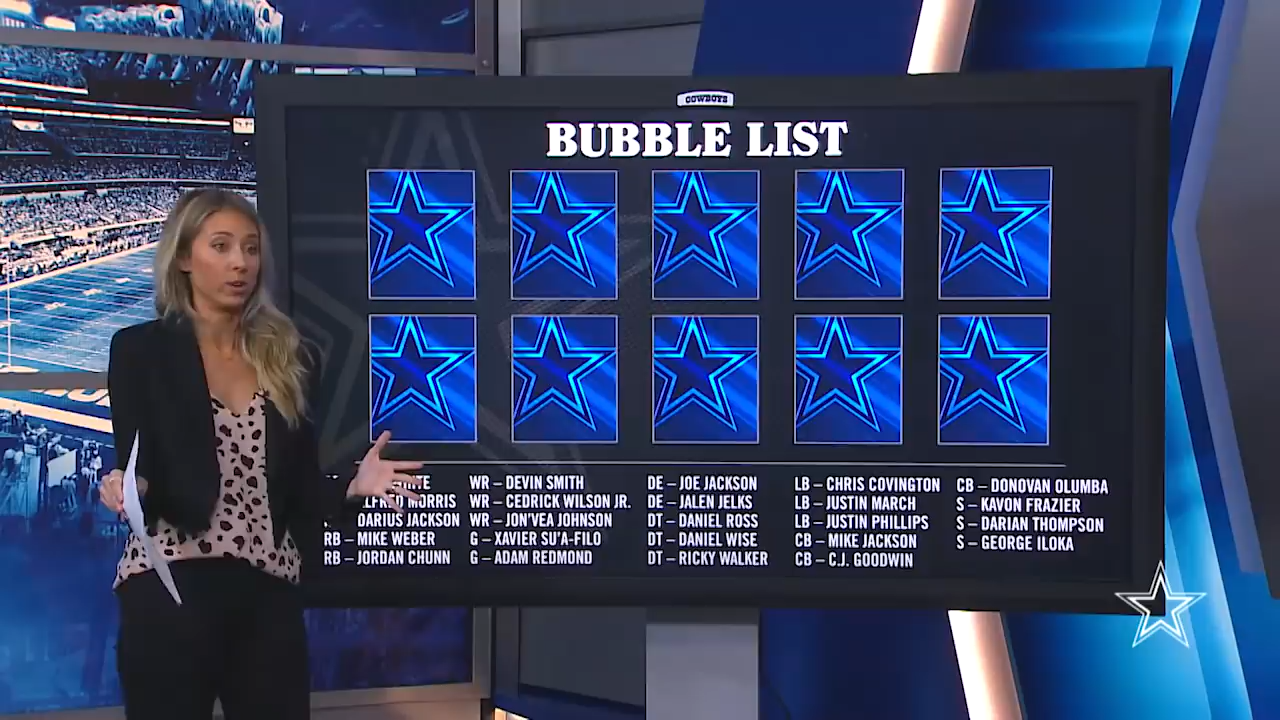 COWBOYS
BUBBLE LIST
LFRED MORRIS
DARIUS JACKSON
RB – MIKE WEBER
RB – JORDAN CHUNN
WR – DEVIN SMITH
WR – CEDRICK WILSON JR.
WR – JON'VEA JOHNSON
G – XAVIER SU'A-FILO
G – ADAM REDMOND
DE – JOE JACKSON
DE – JALEN JELKS
DT – DANIEL ROSS
DT – DANIEL WISE
DT – RICKY WALKER
LB – CHRIS COVINGTON
LB – JUSTIN MARCH
LB – JUSTIN PHILLIPS
CB – MIKE JACKSON
CB – C.J. GOODWIN
CB – DONOVAN OLUMBA
S – KAVON FRAZIER
S – DARIAN THOMPSON
S – GEORGE ILOKA